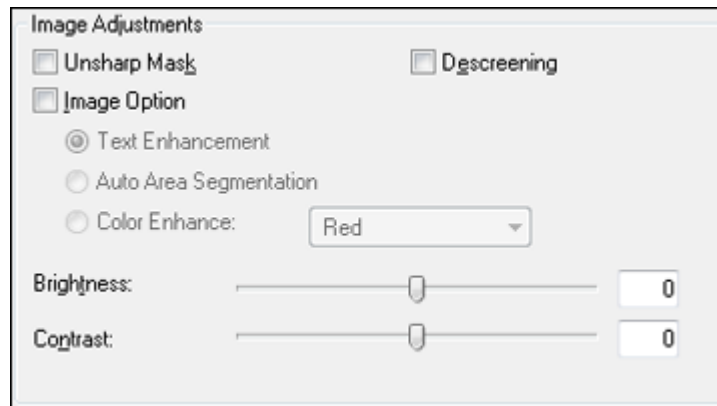 Image Adjustments
Unsharp Mask Descreening
Image Option
Text Enhancement
Auto Area Segmentation
Color Enhance: Red
Brightness: 0
Contrast: 0